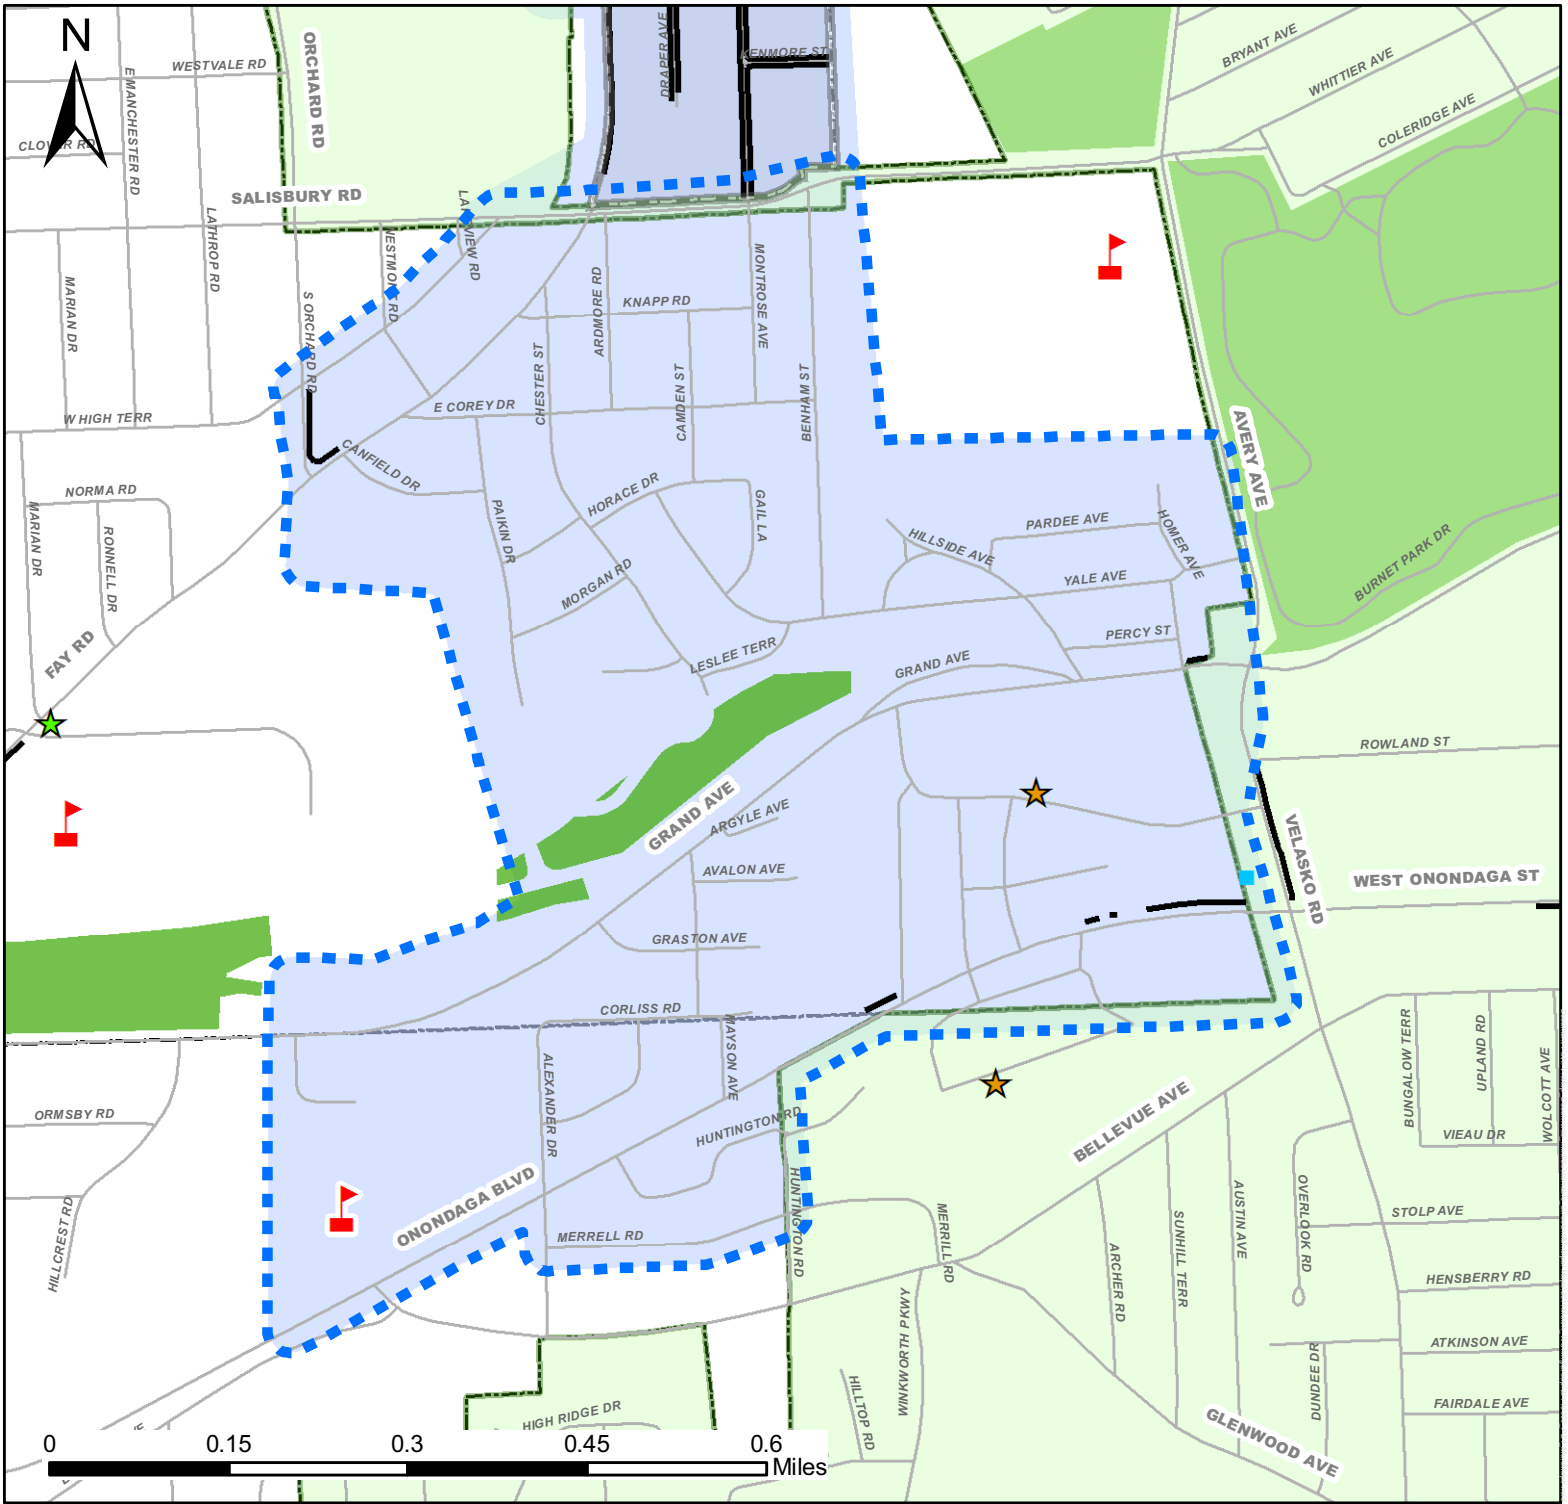 N
ORCHARD RD
WESTVALE RD
E MANCHESTER RD
DRAPER AVE
KENMORE ST
BRYANT AVE
WHITTIER AVE
COLERIDGE AVE
CLOVER RD
SALISBURY RD
LATHROP RD
LAKEVIEW RD
WESTMONT RD
MARIAN DR
S ORCHARD RD
ARDMORE RD
KNAPP RD
MONTROSE AVE
CHESTER ST
CAMDEN ST
BENHAM ST
E COREY DR
W HIGH TERR
CANFIELD DR
AVERY AVE
NORMA RD
MARIAN DR
RONNELL DR
PAIKIN DR
HORACE DR
GAIL LA
HILLSIDE AVE
PARDEE AVE
HOMER AVE
BURNET PARK DR
MORGAN RD
YALE AVE
FAY RD
LESLEE TERR
PERCY ST
GRAND AVE
ROWLAND ST
GRAND AVE
ARGYLE AVE
VELASKO RD
AVALON AVE
WEST ONONDAGA ST
GRASTON AVE
CORLISS RD
MAYSON AVE
ALEXANDER DR
BUNGALOW TERR
UPLAND RD
WOLCOTT AVE
ORMSBY RD
HUNTINGTON RD
BELLEVUE AVE
VIEAU DR
HILLCREST RD
ONONDAGA BLVD
HUNTINGTON RD
MERRELL RD
MERRILL RD
ARCHER RD
SUNHILL TERR
AUSTIN AVE
OVERLOOK RD
STOLP AVE
HENSBERRY RD
WINKWORTH PKWY
ATKINSON AVE
HILLTOP RD
DUNDEE DR
HIGH RIDGE DR
FAIRDALE AVE
GLENWOOD AVE
0 0.15 0.3 0.45 0.6
Miles